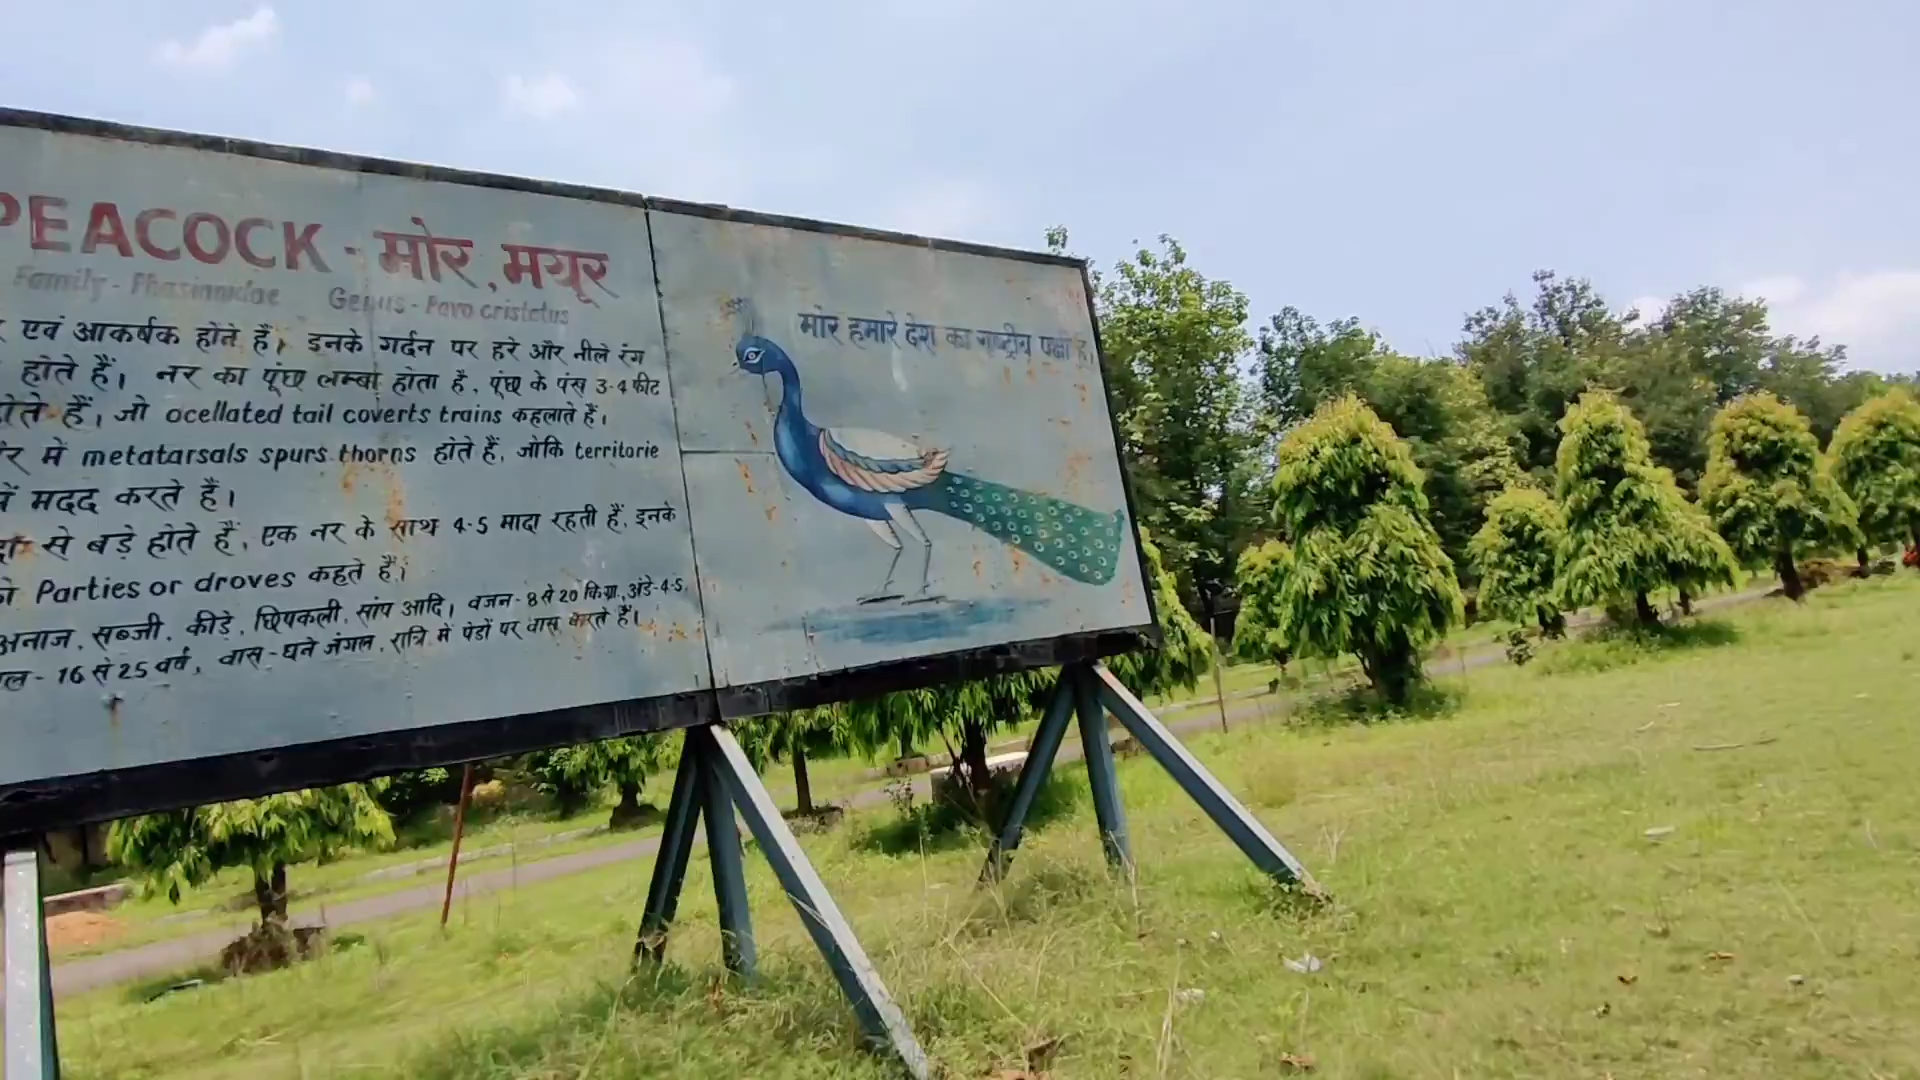 PEACOCK - मोर, मयूर
Family - Phasianidae Genus - Pavo cristatus
एवं आकर्षक होते हैं। इनके गर्दन पर हरे और नीले रंग
होते हैं। नर का पूंछ लम्बा होता है, पूंछ के पंख 3-4 फीट
होते हैं, जो ocellated tail coverts trains कहलाते हैं।
में metatarsals spurs thorns होते हैं, जोकि territorie
में मदद करते हैं।
से बड़े होते हैं, एक नर के साथ 4-5 मादा रहती हैं, इनके
Parties or droves कहते हैं।
अनाज, सब्जी, कीड़े, छिपकली, सांप आदि। वजन - 8 से 20 कि.ग्रा., अंडे-4-5,
- 16 से 25 वर्ष, वास - घने जंगल, रात्रि में पेडों पर वास करते हैं।
मोर हमारे देश का राष्ट्रीय पक्षी है।